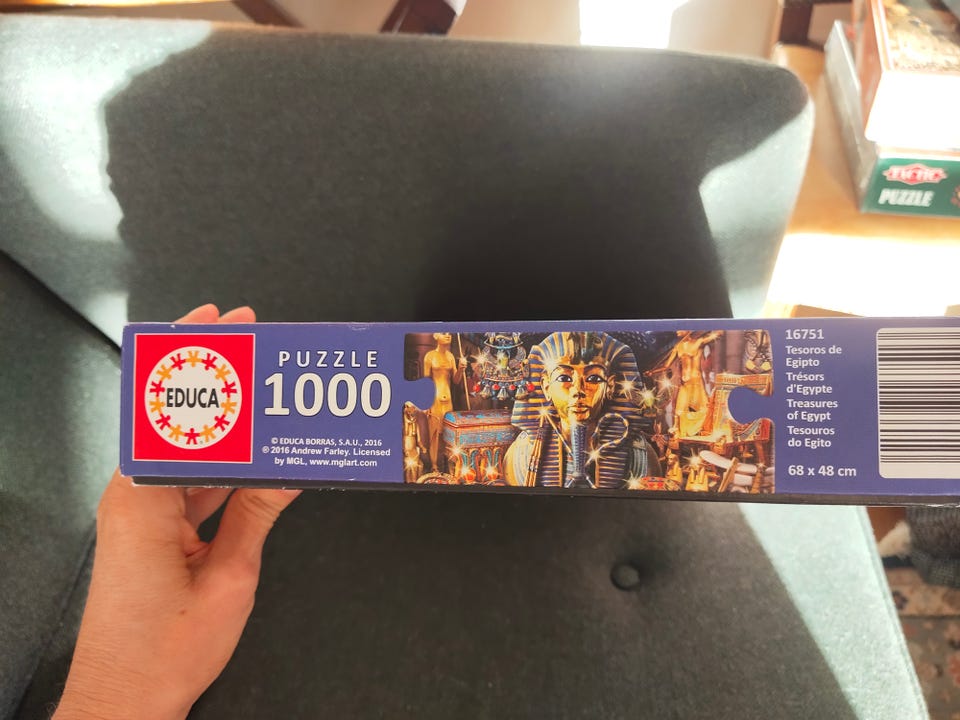 EDUCA
PUZZLE
1000
© EDUCA BORRAS, S.A.U., 2016
© 2016 Andrew Farley. Licensed
by MGL, www.mglart.com
16751
Tesoros de
Egipto
Trésors
d'Egypte
Treasures
of Egypt
Tesouros
do Egito
68 x 48 cm
TACTIC
PUZZLE